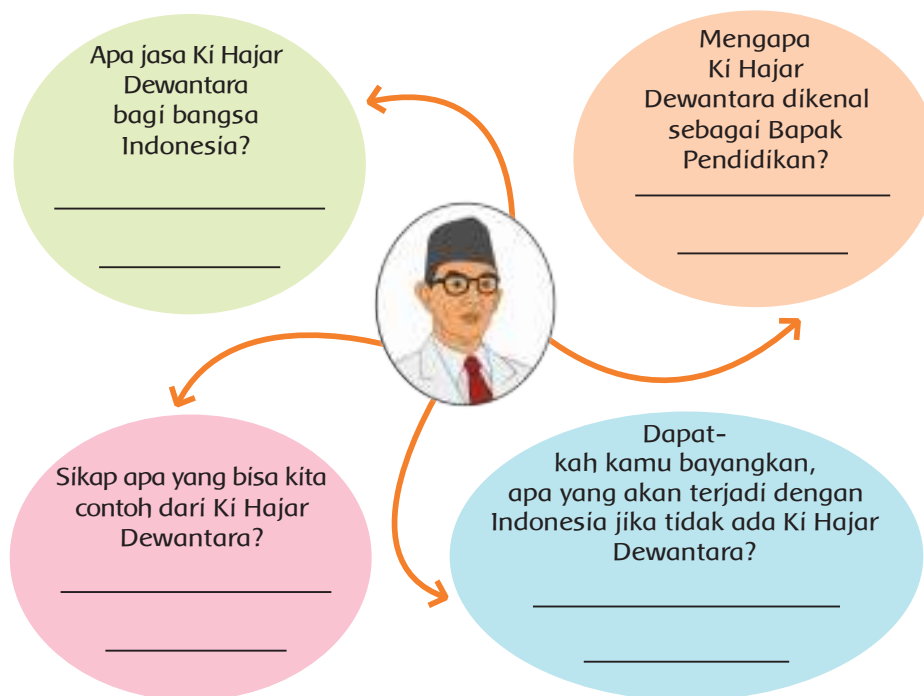 Apa jasa Ki Hajar
Dewantara
bagi bangsa
Indonesia?
Mengapa
Ki Hajar
Dewantara dikenal
sebagai Bapak
Pendidikan?
Sikap apa yang bisa kita
contoh dari Ki Hajar
Dewantara?
Dapat-
kah kamu bayangkan,
apa yang akan terjadi dengan
Indonesia jika tidak ada Ki Hajar
Dewantara?